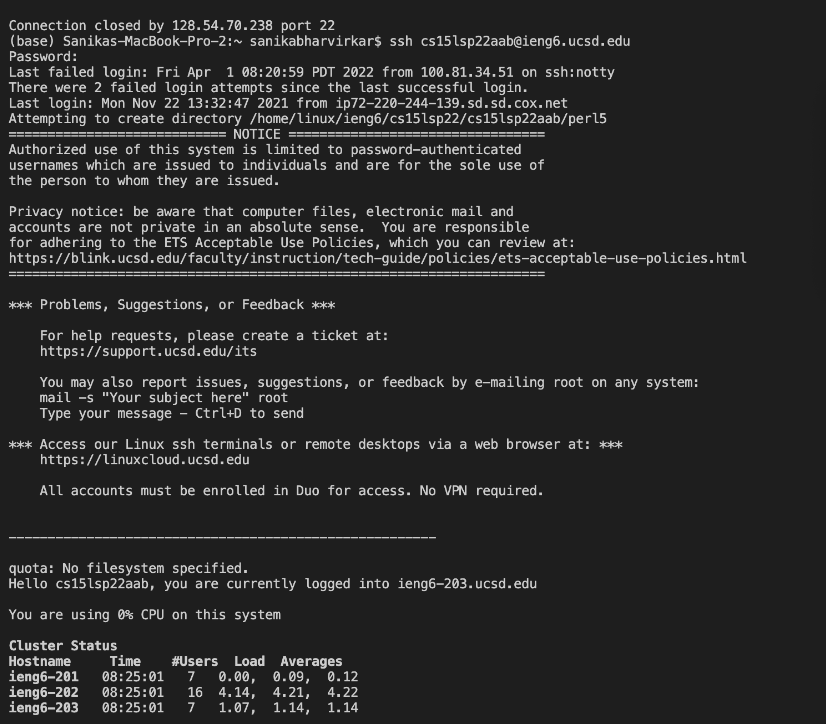 Connection closed by 128.54.70.238 port 22
(base) Sanikas-MacBook-Pro-2:~ sanikabharvirkar$ ssh cs15lsp22aab@ieng6.ucsd.edu
Password:
Last failed login: Fri Apr  1 08:20:59 PDT 2022 from 100.81.34.51 on ssh:notty
There were 2 failed login attempts since the last successful login.
Last login: Mon Nov 22 13:32:47 2021 from ip72-220-244-139.sd.sd.cox.net
Attempting to create directory /home/linux/ieng6/cs15lsp22/cs15lsp22aab/perl5
============================ NOTICE =================================
Authorized use of this system is limited to password-authenticated
usernames which are issued to individuals and are for the sole use of
the person to whom they are issued.

Privacy notice: be aware that computer files, electronic mail and
accounts are not private in an absolute sense.  You are responsible
for adhering to the ETS Acceptable Use Policies, which you can review at:
https://blink.ucsd.edu/faculty/instruction/tech-guide/policies/ets-acceptable-use-policies.html
=====================================================================

*** Problems, Suggestions, or Feedback ***

    For help requests, please create a ticket at:
    https://support.ucsd.edu/its

    You may also report issues, suggestions, or feedback by e-mailing root on any system:
    mail -s "Your subject here" root
    Type your message - Ctrl+D to send

*** Access our Linux ssh terminals or remote desktops via a web browser at: ***
    https://linuxcloud.ucsd.edu

    All accounts must be enrolled in Duo for access. No VPN required.


-------------------------------------------------------

quota: No filesystem specified.
Hello cs15lsp22aab, you are currently logged into ieng6-203.ucsd.edu

You are using 0% CPU on this system

Cluster Status
Hostname     Time    #Users  Load  Averages
ieng6-201   08:25:01   7   0.00,  0.09,  0.12
ieng6-202   08:25:01   16  4.14,  4.21,  4.22
ieng6-203   08:25:01   7   1.07,  1.14,  1.14